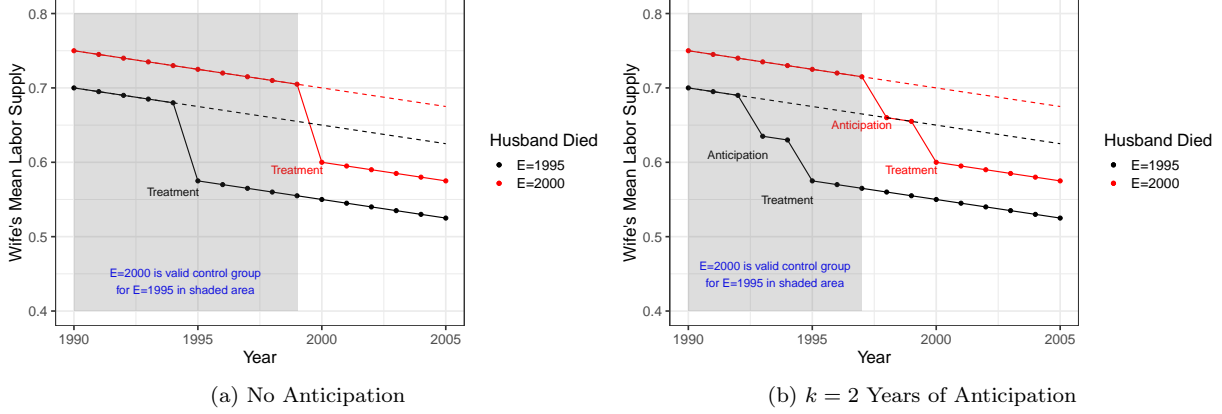 Wife's Mean Labor Supply
0.8
0.7
0.6
0.5
0.4
Treatment
Treatment
E=2000 is valid control group
for E=1995 in shaded area
1990
1995
2000
2005
Year
Husband Died
E=1995
E=2000
(a) No Anticipation
Wife's Mean Labor Supply
0.8
0.7
0.6
0.5
0.4
Anticipation
Anticipation
Treatment
Treatment
E=2000 is valid control group
for E=1995 in shaded area
1990
1995
2000
2005
Year
Husband Died
E=1995
E=2000
(b) k = 2 Years of Anticipation